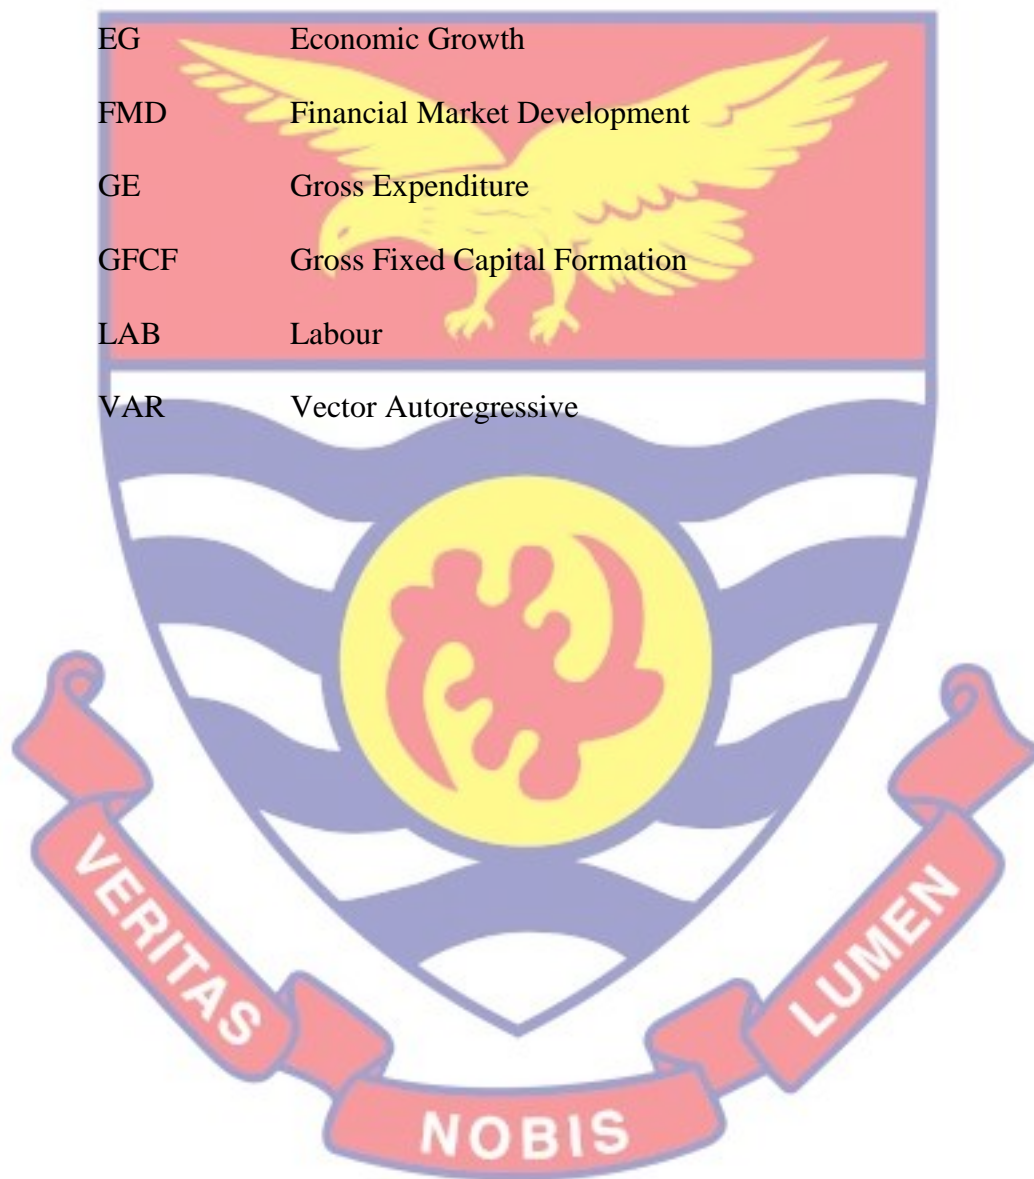 EG Economic Growth
FMD Financial Market Development
GE Gross Expenditure
GFCF Gross Fixed Capital Formation
LAB Labour
VAR Vector Autoregressive
VERITAS
NOBIS
LUMEN